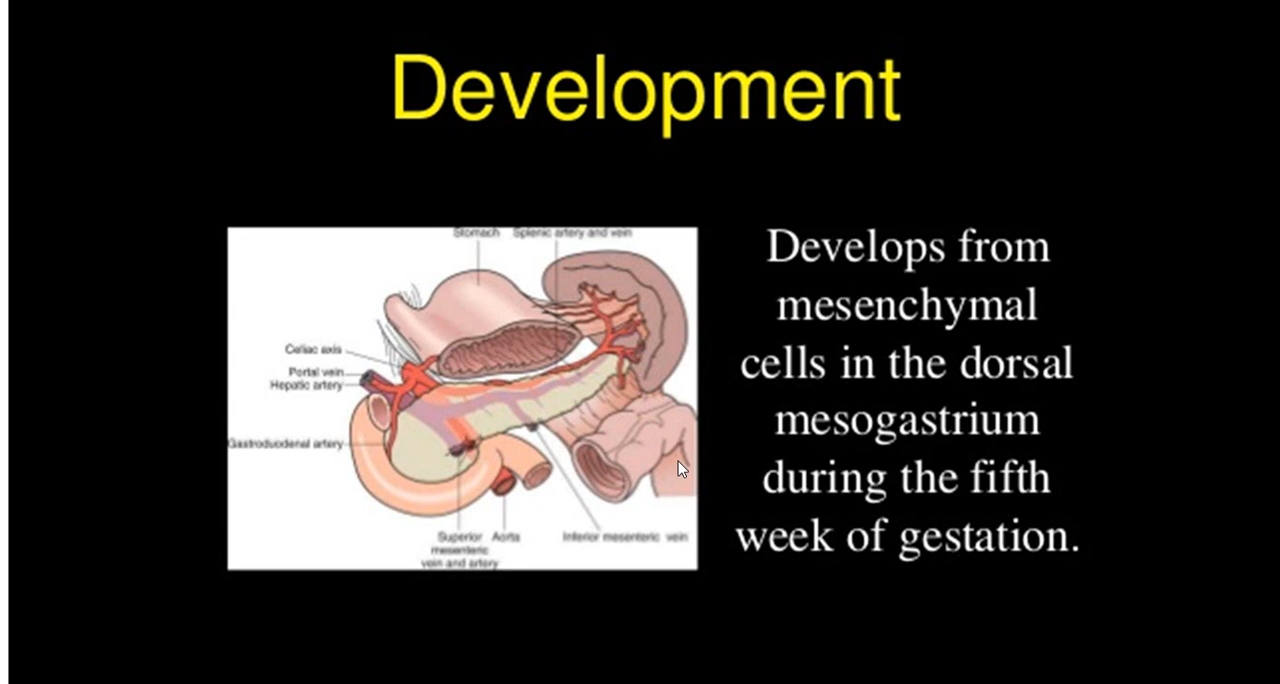 Development
Stomach
Splenic artery and vein
Celiac axis
Portal vein
Hepatic artery
Gastroduodenal artery
Superior
mesenteric
vein and artery
Aorta
Inferior mesenteric vein
Develops from
mesenchymal
cells in the dorsal
mesogastrium
during the fifth
week of gestation.